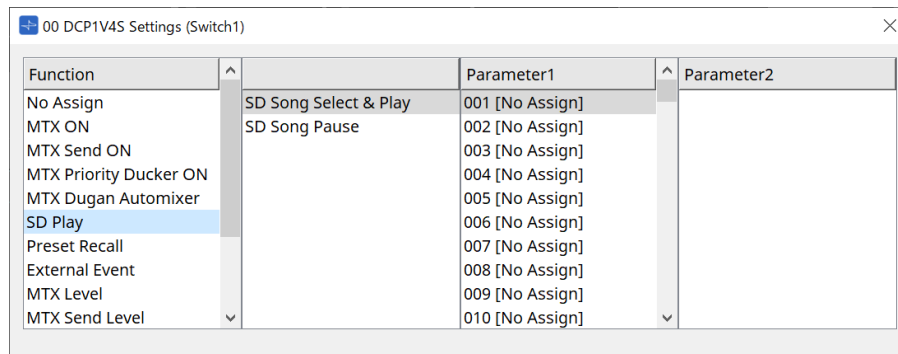 00 DCP1V4S Settings (Switch1)
Function Parameter1 Parameter2
No Assign SD Song Select & Play 001 [No Assign]
MTX ON SD Song Pause 002 [No Assign]
MTX Send ON 003 [No Assign]
MTX Priority Ducker ON 004 [No Assign]
MTX Dugan Automixer 005 [No Assign]
SD Play 006 [No Assign]
Preset Recall 007 [No Assign]
External Event 008 [No Assign]
MTX Level 009 [No Assign]
MTX Send Level 010 [No Assign]